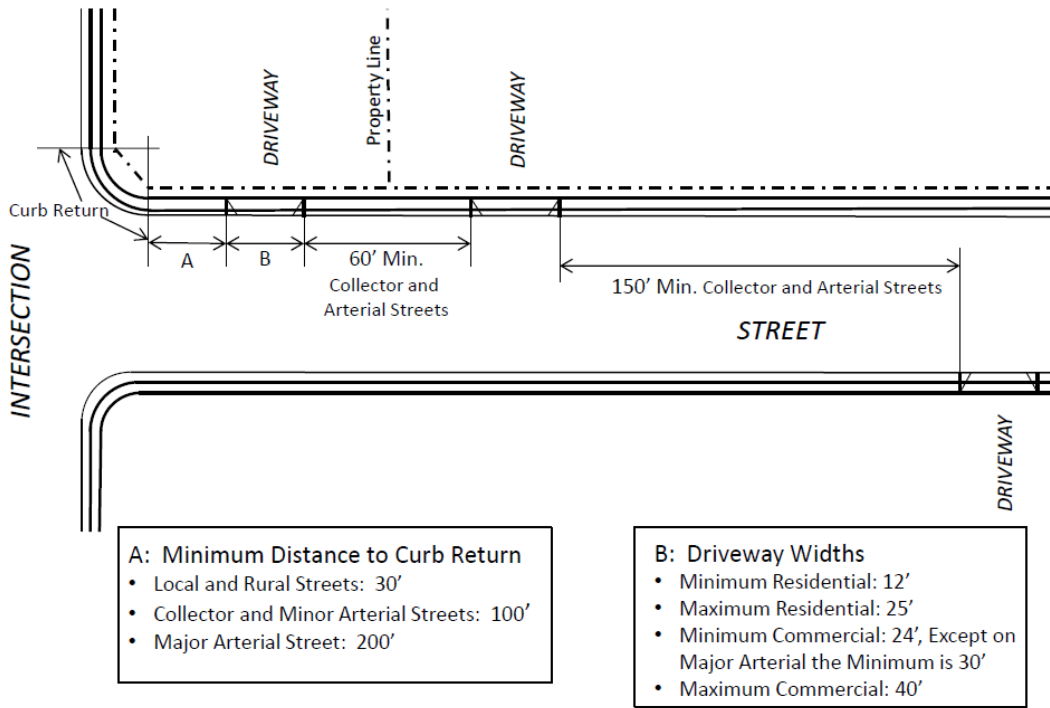 DRIVEWAY
Property Line
DRIVEWAY
Curb Return
A
B
60’ Min.
Collector and
Arterial Streets
150’ Min. Collector and Arterial Streets
INTERSECTION
STREET
DRIVEWAY
A: Minimum Distance to Curb Return
• Local and Rural Streets: 30’
• Collector and Minor Arterial Streets: 100’
• Major Arterial Street: 200’
B: Driveway Widths
• Minimum Residential: 12’
• Maximum Residential: 25’
• Minimum Commercial: 24’, Except on
Major Arterial the Minimum is 30’
• Maximum Commercial: 40’